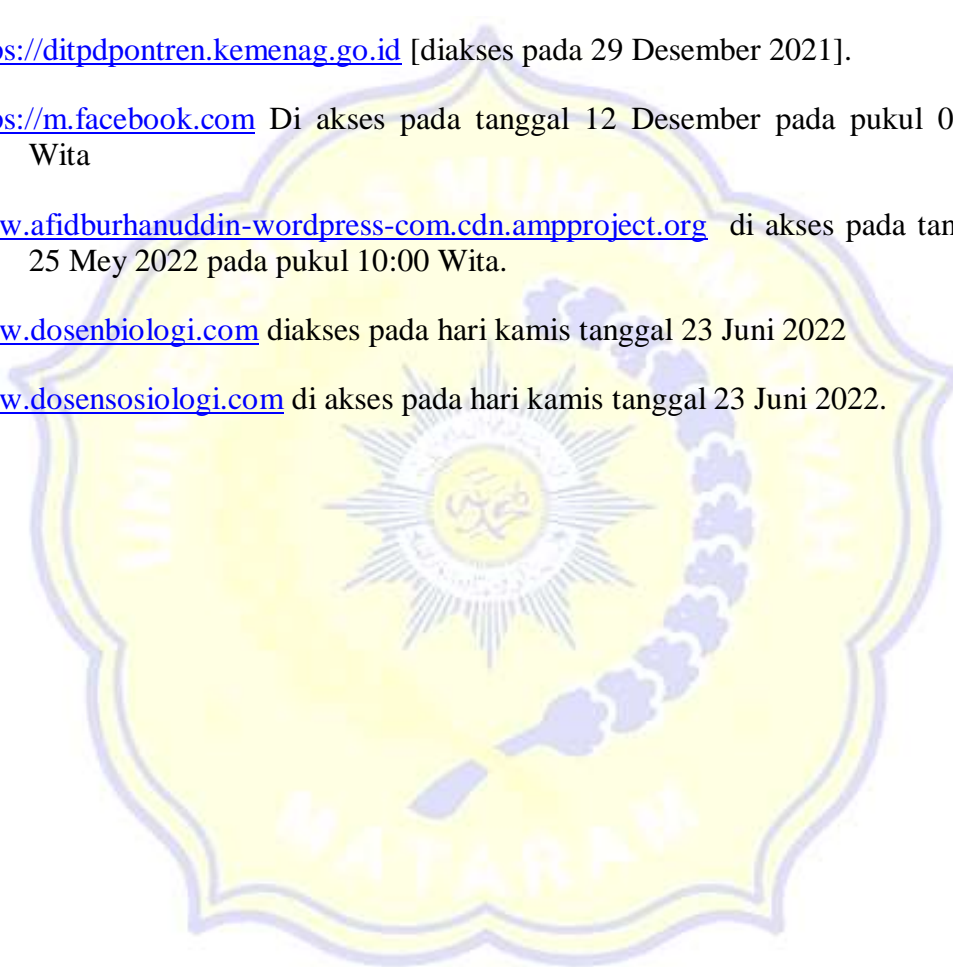 ps://ditpdpontren.kemenag.go.id [diakses pada 29 Desember 2021].
ps://m.facebook.com Di akses pada tanggal 12 Desember pada pukul 0
Wita
w.afidburhanuddin-wordpress-com.cdn.ampproject.org di akses pada tan
25 Mey 2022 pada pukul 10:00 Wita.
w.dosenbiologi.com diakses pada hari kamis tanggal 23 Juni 2022
w.dosensosiologi.com di akses pada hari kamis tanggal 23 Juni 2022.
UNIVERSITAS MUHAMMADIYAH
MATARAM